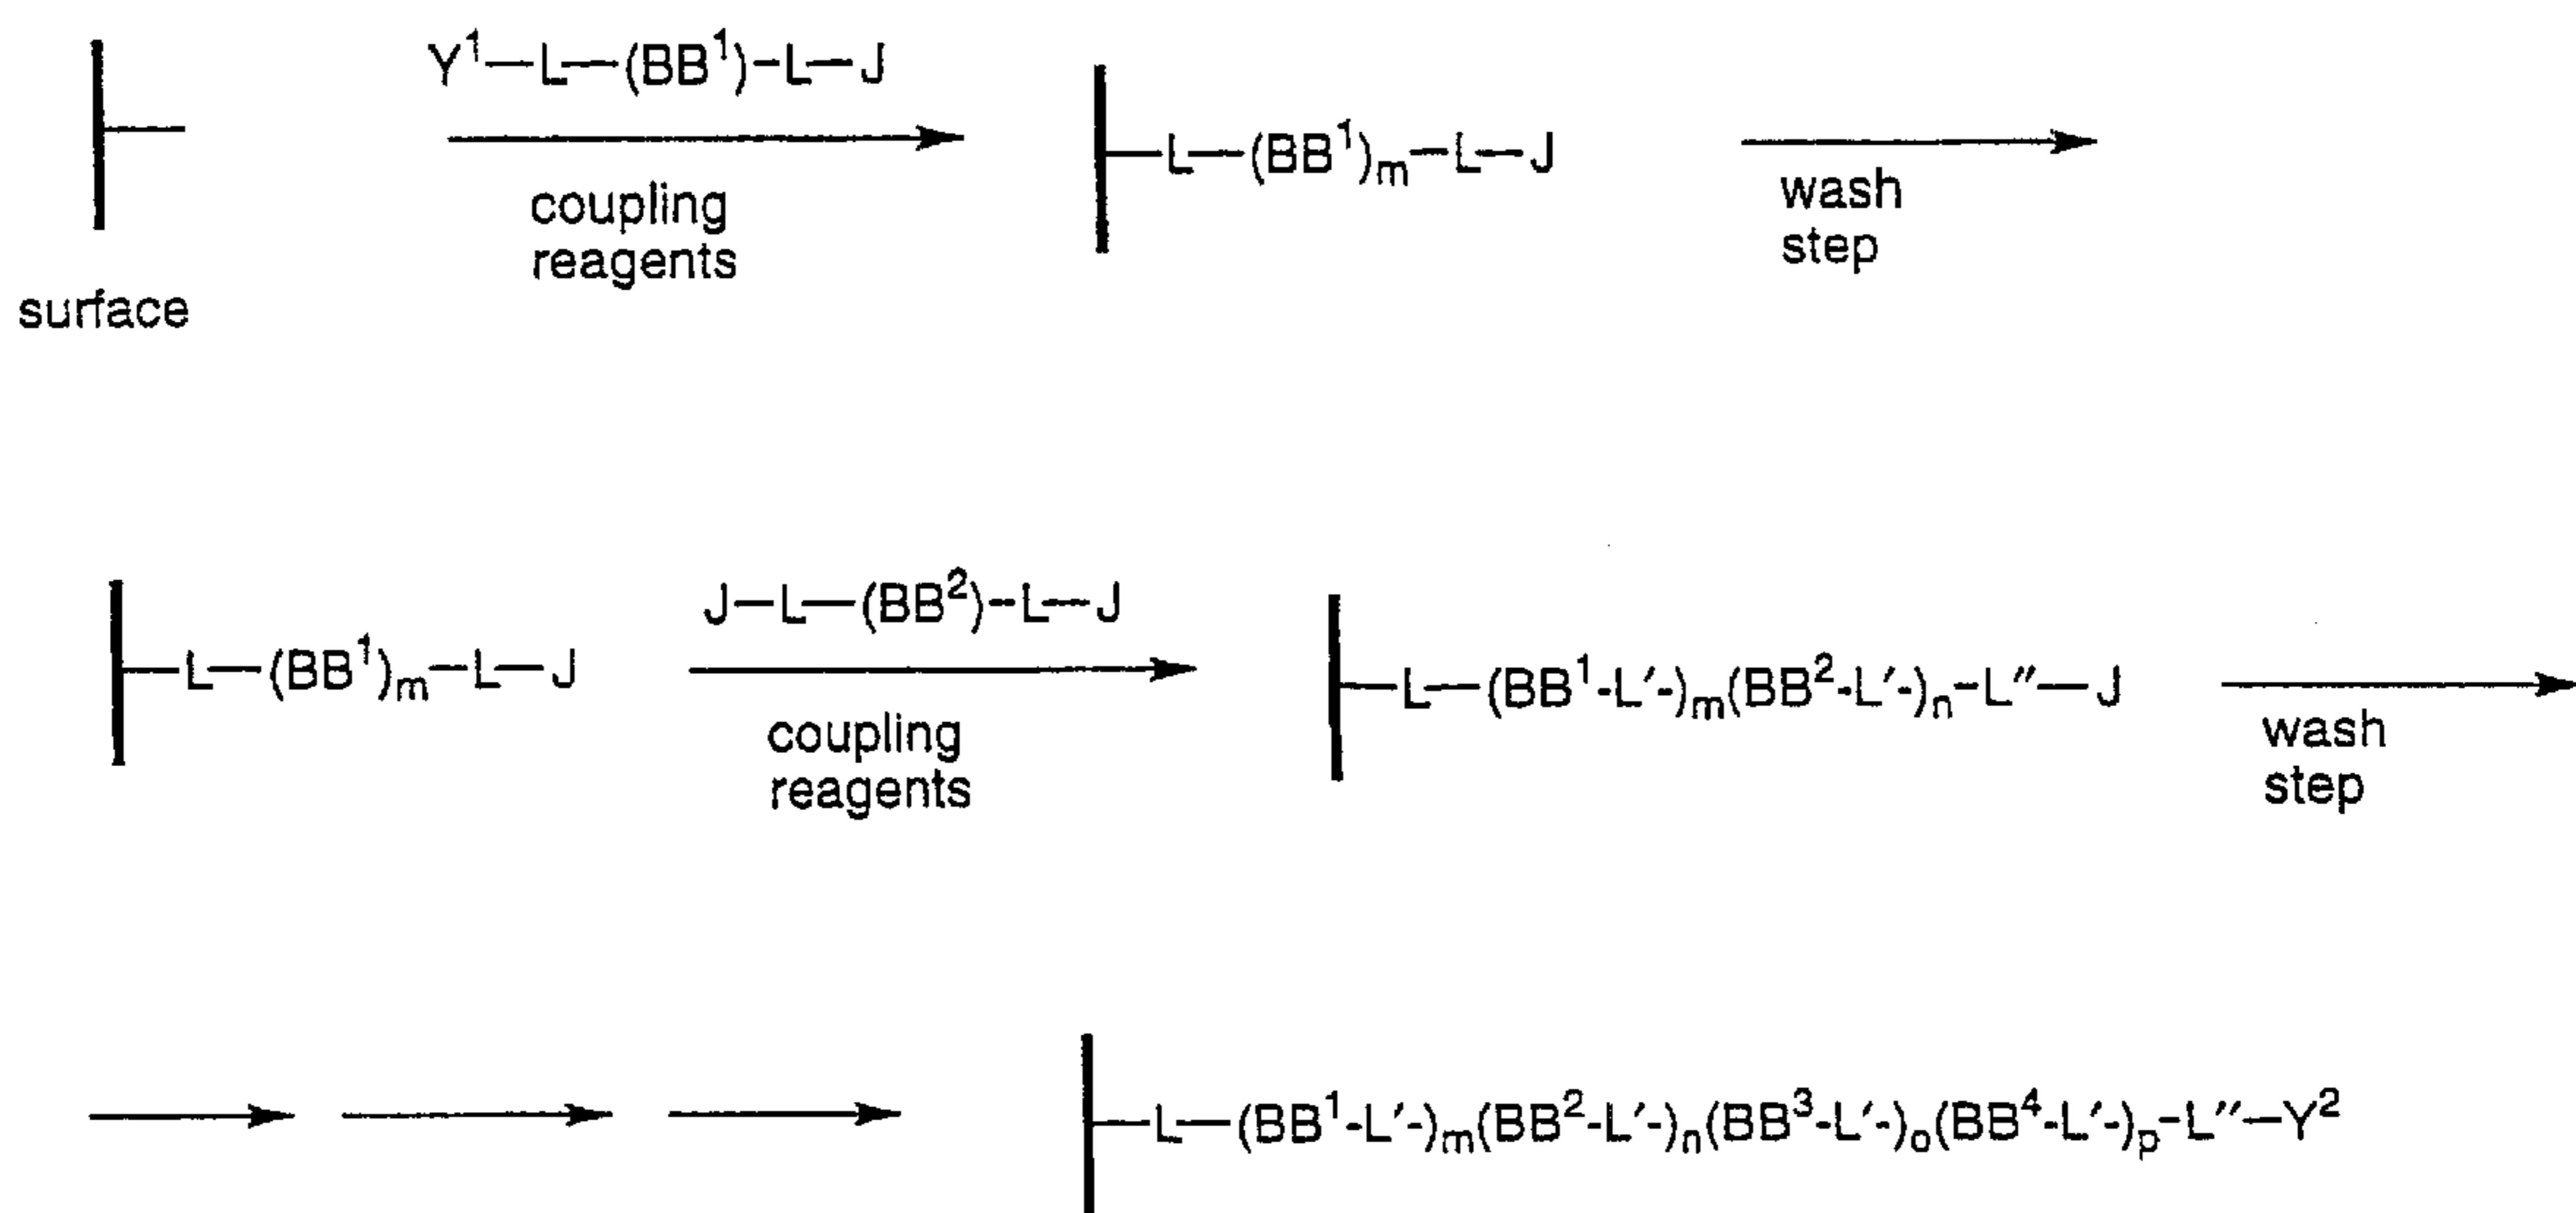 Y¹—L—(BB¹)-L—J
coupling
reagents
surface
—L—(BB¹)ₘ—L—J
wash
step
—L—(BB¹)ₘ—L—J
J—L—(BB²)-L—J
coupling
reagents
—L—(BB¹-L′-)ₘ(BB²-L′-)ₙ-L″—J
wash
step
—L—(BB¹-L′-)ₘ(BB²-L′-)ₙ(BB³-L′-)ₒ(BB⁴-L′-)ₚ-L″—Y²